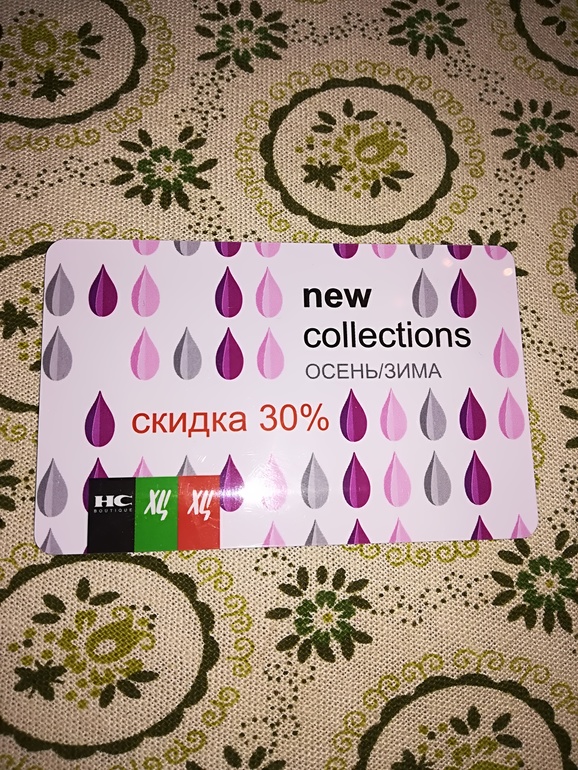 new
collections
ОСЕНЬ/ЗИМА
скидка 30%
HC
BOUTIQUE
ХЦ
ХЦ